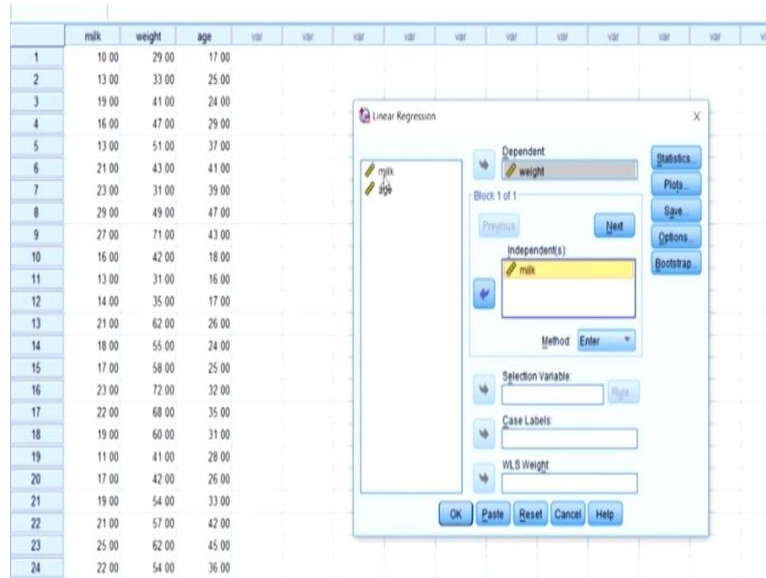 milk weight age var var var var var var var var var var
1 10 00 29 00 17 00
2 13 00 33 00 25 00
3 19 00 41 00 24 00
4 16 00 47 00 29 00
5 13 00 51 00 37 00
6 21 00 43 00 41 00
7 23 00 31 00 39 00
8 29 00 49 00 47 00
9 27 00 71 00 43 00
10 16 00 42 00 18 00
11 13 00 31 00 16 00
12 14 00 35 00 17 00
13 21 00 62 00 26 00
14 18 00 55 00 24 00
15 17 00 58 00 25 00
16 23 00 72 00 32 00
17 22 00 68 00 35 00
18 19 00 60 00 31 00
19 11 00 41 00 28 00
20 17 00 42 00 26 00
21 19 00 54 00 33 00
22 21 00 57 00 42 00
23 25 00 62 00 45 00
24 22 00 54 00 36 00
Linear Regression X
milk
age
Dependent
weight
Block 1 of 1
Previous Next
Independent(s):
milk
Method: Enter
Selection Variable:
Rule...
Case Labels:
WLS Weight:
Statistics...
Plots...
Save...
Options...
Bootstrap...
OK Paste Reset Cancel Help